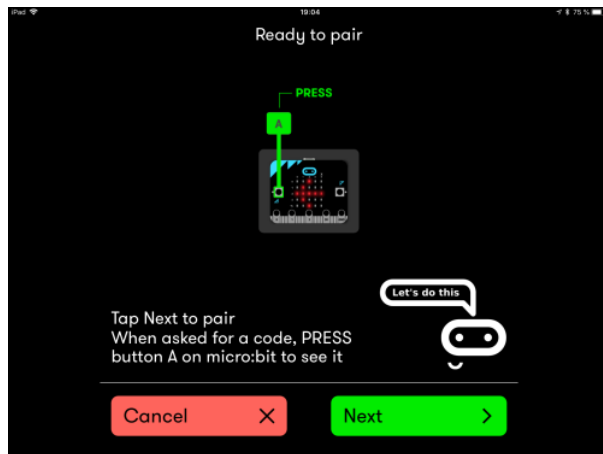 iPad 19:04 75 %
Ready to pair
PRESS
A
Let's do this
Tap Next to pair
When asked for a code, PRESS
button A on micro:bit to see it
Cancel Next